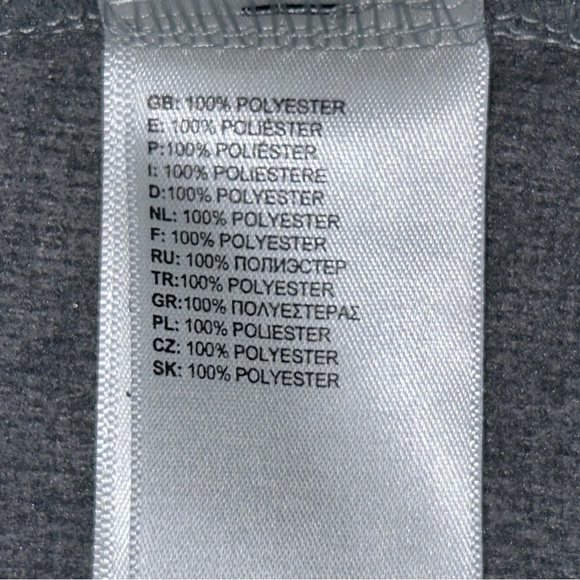 GB: 100% POLYESTER
E: 100% POLIÉSTER
P:100% POLIÉSTER
I: 100% POLIESTERE
D:100% POLYESTER
NL: 100% POLYESTER
F: 100% POLYESTER
RU: 100% ПОЛИЭСТЕР
TR:100% POLYESTER
GR:100% ΠΟΛΥΕΣΤΕΡΑΣ
PL: 100% POLIESTER
CZ: 100% POLYESTER
SK: 100% POLYESTER